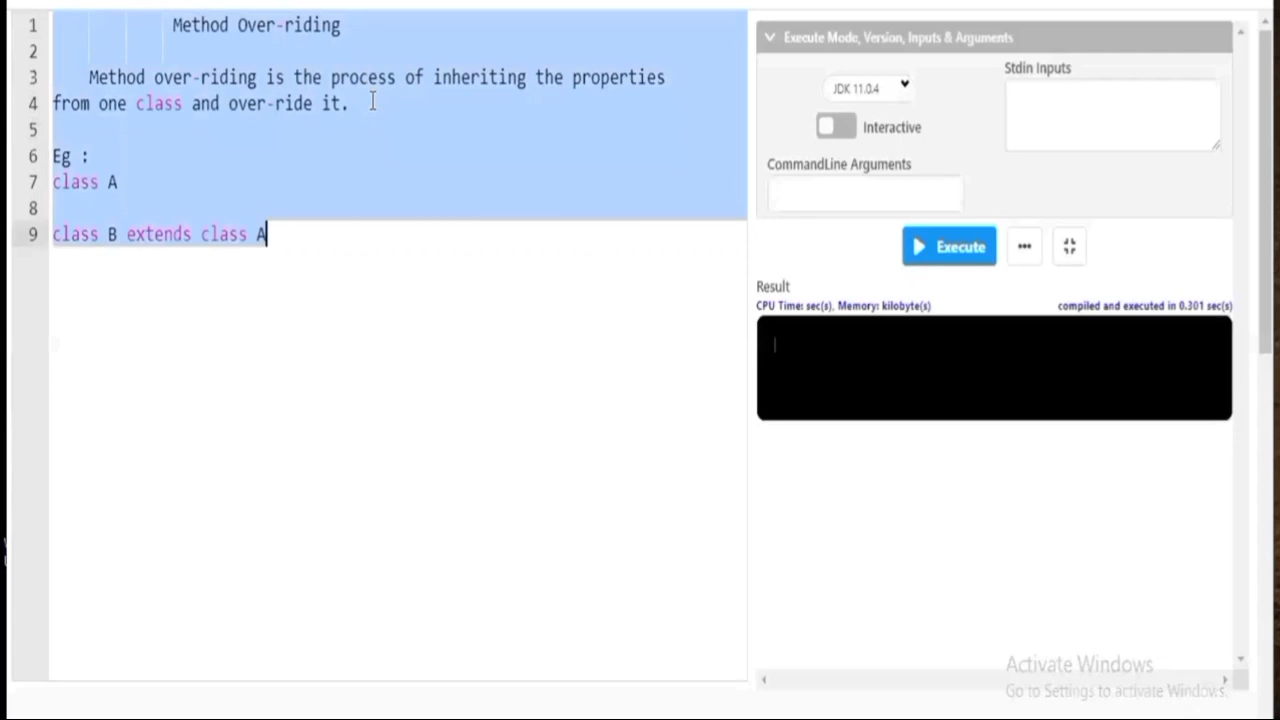 1 Method Over-riding
2
3 Method over-riding is the process of inheriting the properties
4 from one class and over-ride it.
5
6 Eg :
7 class A
8
9 class B extends class A
Execute Mode, Version, Inputs & Arguments
JDK 11.0.4
Stdin Inputs
Interactive
CommandLine Arguments
Execute
•••
Result
CPU Time: sec(s), Memory: kilobyte(s)
compiled and executed in 0.301 sec(s)
Activate Windows
Go to Settings to activate Windows.